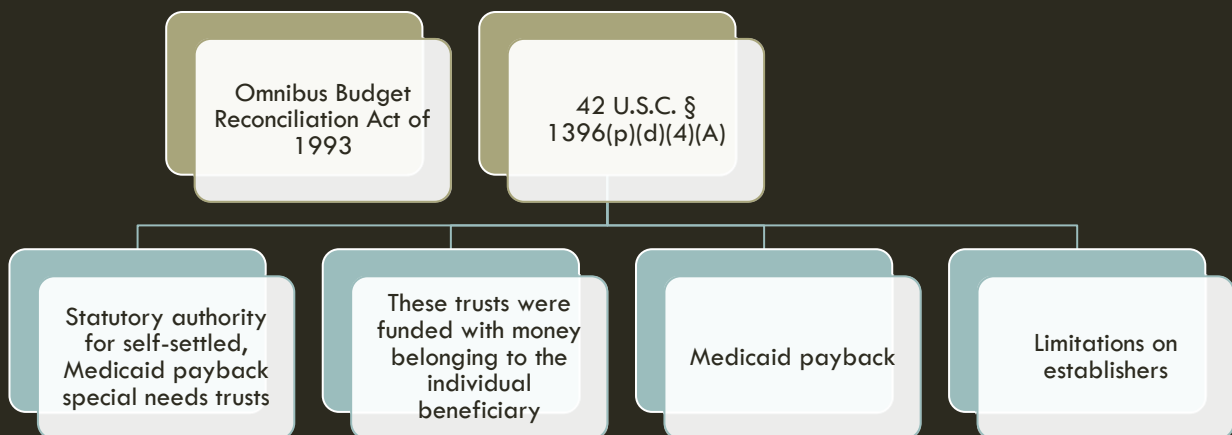 Omnibus Budget
Reconciliation Act of
1993
42 U.S.C. §
1396(p)(d)(4)(A)
Statutory authority
for self-settled,
Medicaid payback
special needs trusts
These trusts were
funded with money
belonging to the
individual
beneficiary
Medicaid payback
Limitations on
establishers